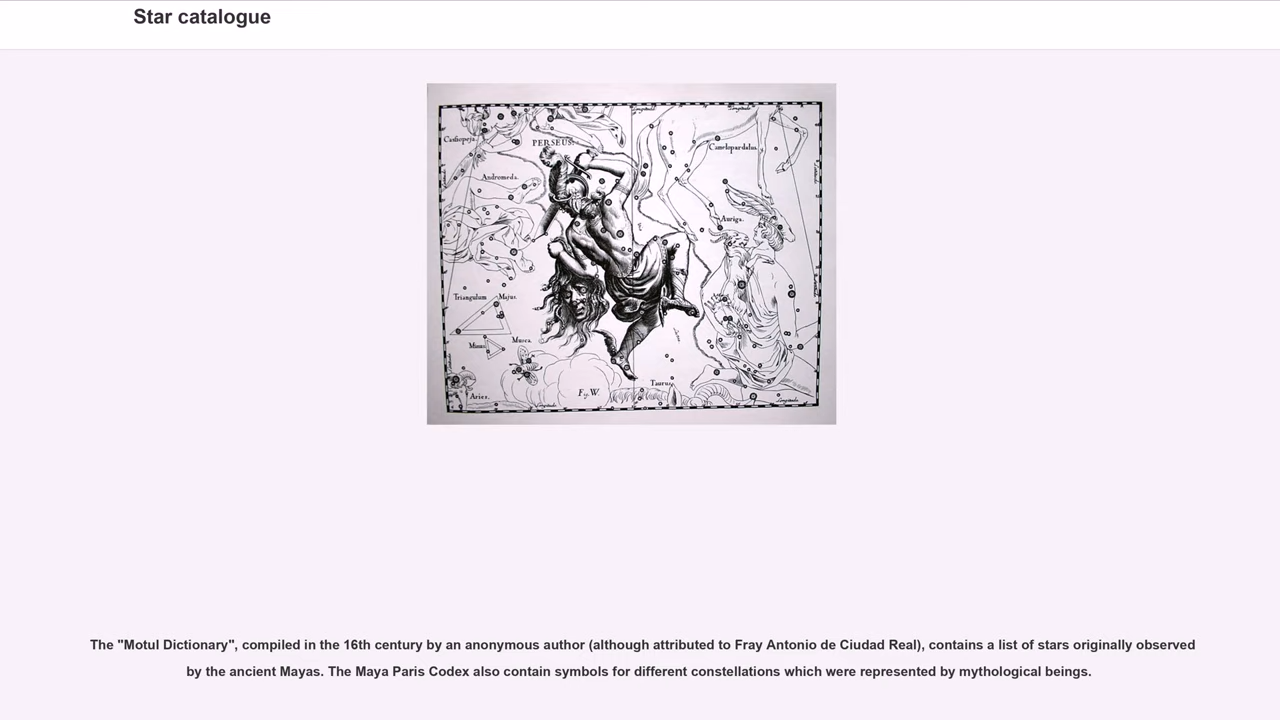 Star catalogue
Cassiopeja.
PERSEUS.
Camelopardalus.
Andromeda.
Auriga.
Triangulum Majus.
Minus
Musca.
Taurus
Aries.
Fig. W.
The "Motul Dictionary", compiled in the 16th century by an anonymous author (although attributed to Fray Antonio de Ciudad Real), contains a list of stars originally observed
by the ancient Mayas. The Maya Paris Codex also contain symbols for different constellations which were represented by mythological beings.